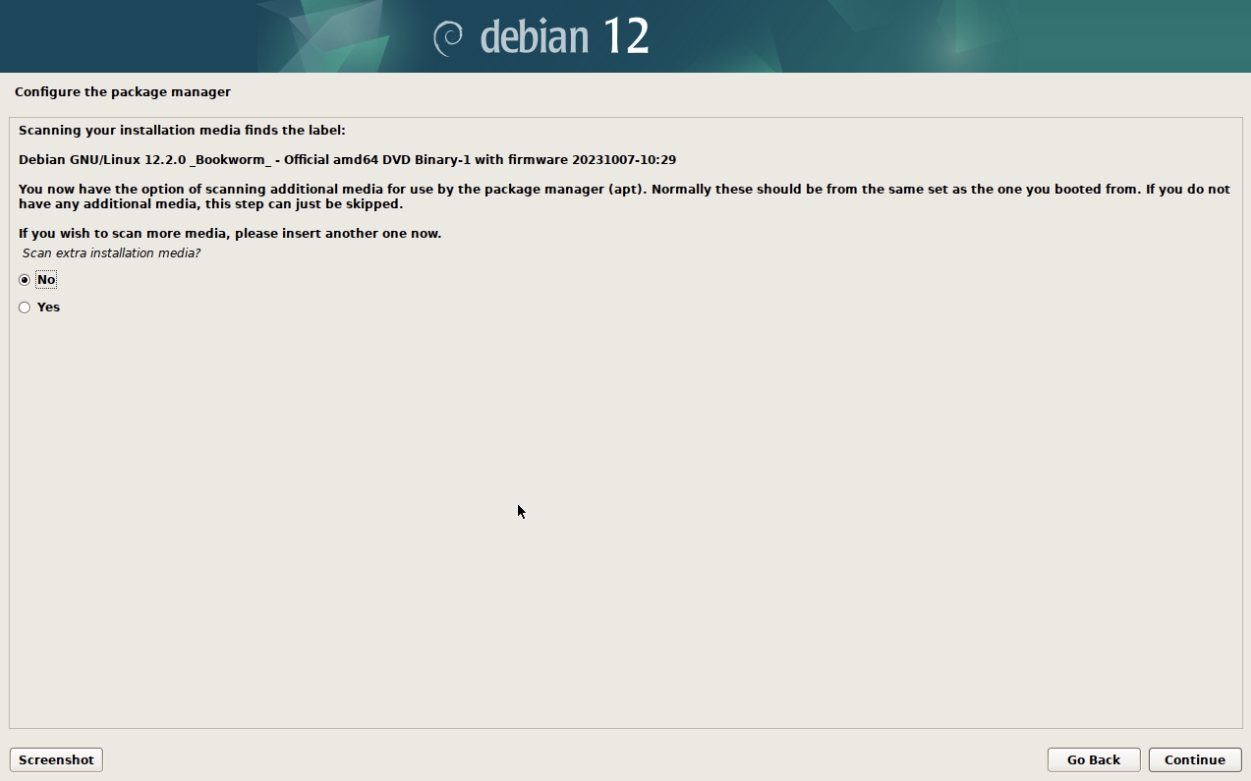 debian 12
Configure the package manager
Scanning your installation media finds the label:
Debian GNU/Linux 12.2.0 _Bookworm_ - Official amd64 DVD Binary-1 with firmware 20231007-10:29
You now have the option of scanning additional media for use by the package manager (apt). Normally these should be from the same set as the one you booted from. If you do not
have any additional media, this step can just be skipped.
If you wish to scan more media, please insert another one now.
Scan extra installation media?
No
Yes
Screenshot
Go Back
Continue